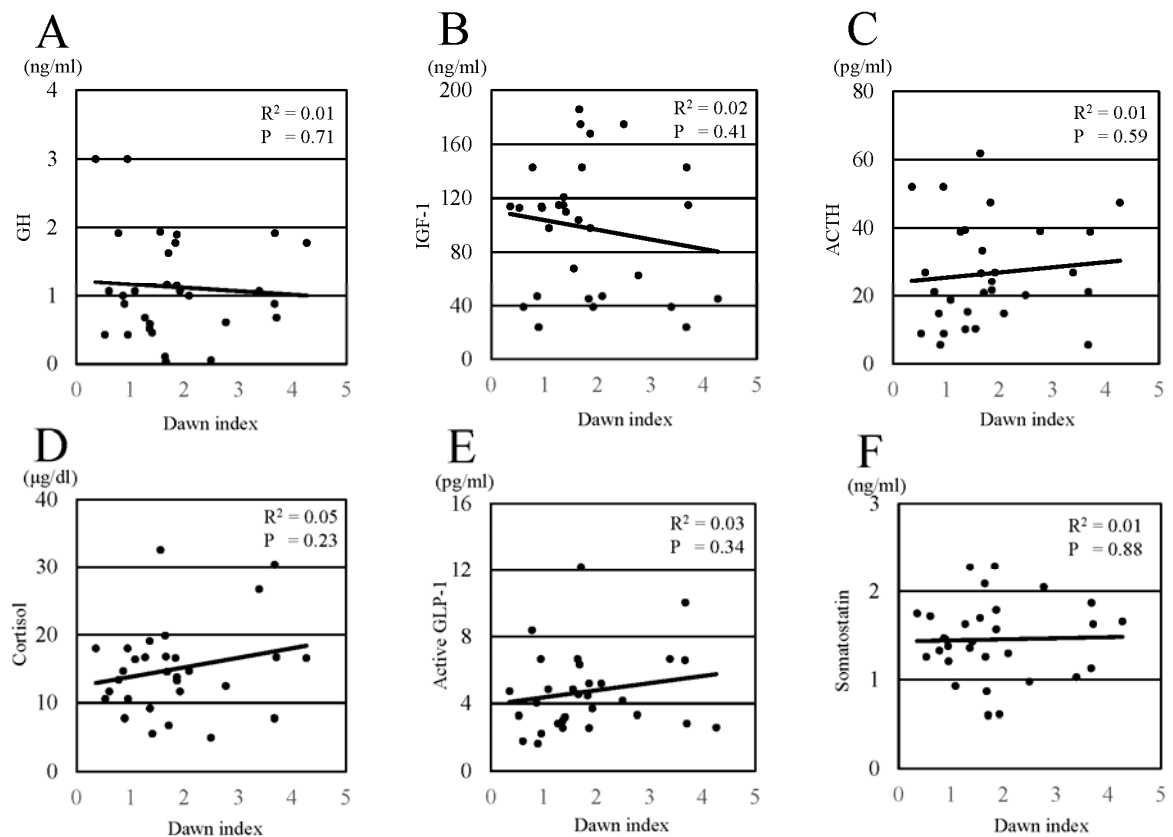 A
(ng/ml)
4
3
2
1
0
GH
R² = 0.01
P = 0.71
0 1 2 3 4 5
Dawn index
B
(ng/ml)
200
160
120
80
40
0
IGF-1
R² = 0.02
P = 0.41
0 1 2 3 4 5
Dawn index
C
(pg/ml)
80
60
40
20
0
ACTH
R² = 0.01
P = 0.59
0 1 2 3 4 5
Dawn index
D
(μg/dl)
40
30
20
10
0
Cortisol
R² = 0.05
P = 0.23
0 1 2 3 4 5
Dawn index
E
(pg/ml)
16
12
8
4
0
Active GLP-1
R² = 0.03
P = 0.34
0 1 2 3 4 5
Dawn index
F
(ng/ml)
3
2
1
0
Somatostatin
R² = 0.01
P = 0.88
0 1 2 3 4 5
Dawn index